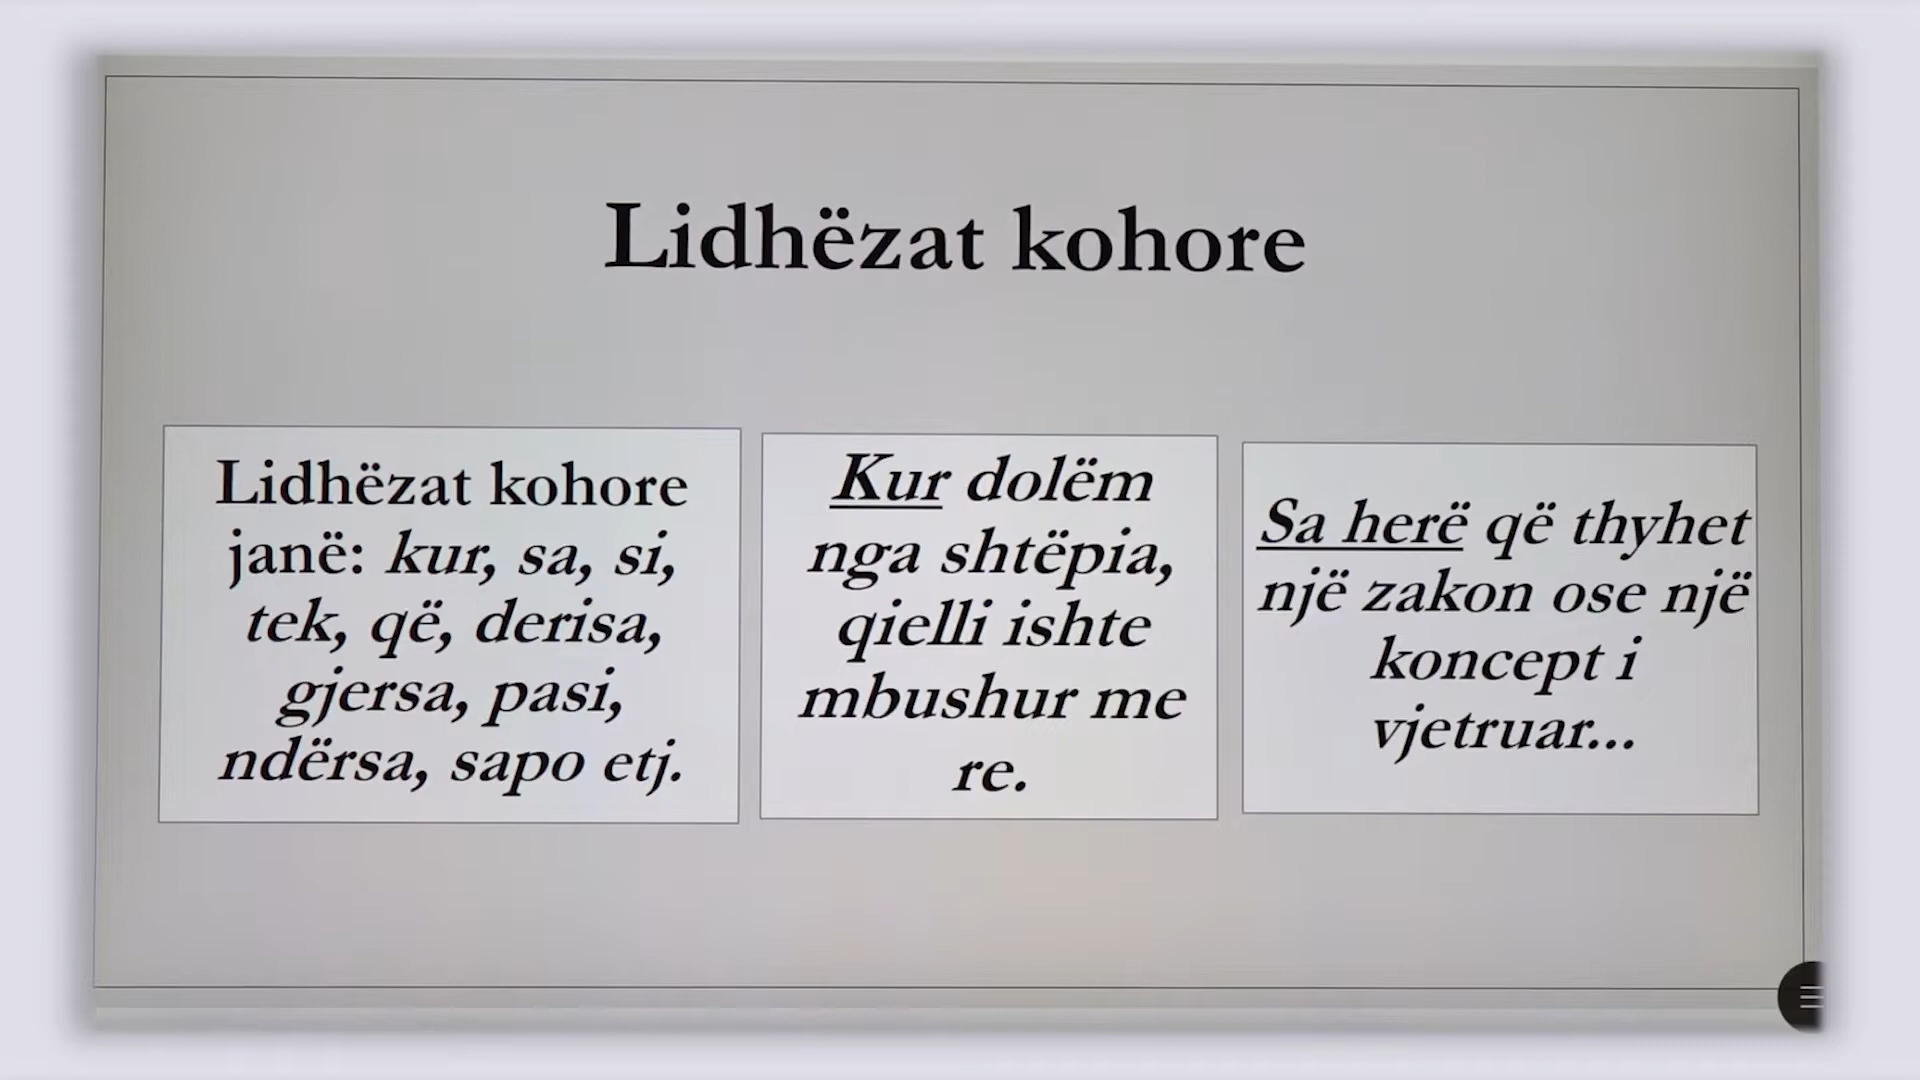 Lidhëzat kohore
Lidhëzat kohore
janë: kur, sa, si,
tek, që, derisa,
gjersa, pasi,
ndërsa, sapo etj.
Kur dolëm
nga shtëpia,
qielli ishte
mbushur me
re.
Sa herë që thyhet
një zakon ose një
koncept i
vjetruar...